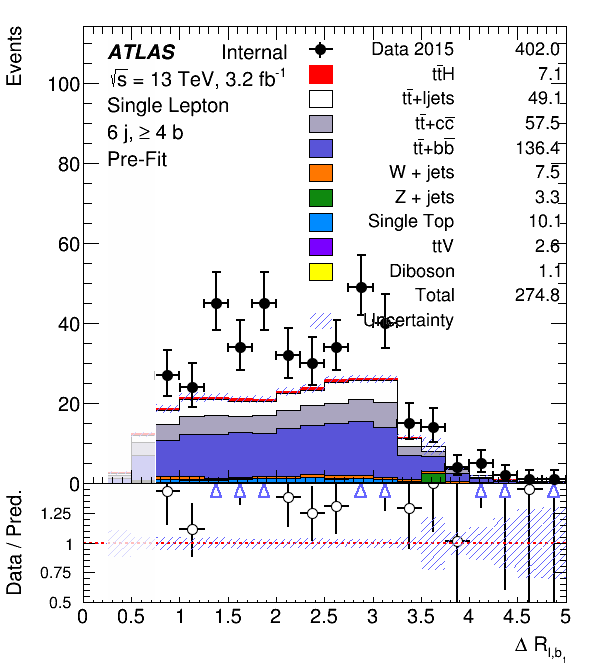 Events
ATLAS Internal
√s = 13 TeV, 3.2 fb-1
Single Lepton
6 j, ≥ 4 b
Pre-Fit
Data 2015 402.0
tt̄H 7.1
tt̄+ljets 49.1
tt̄+cc̄ 57.5
tt̄+bb̄ 136.4
W + jets 7.5
Z + jets 3.3
Single Top 10.1
ttV 2.6
Diboson 1.1
Total 274.8
Uncertainty
100
80
60
40
20
0
Data / Pred.
1.25
1
0.75
0.5
0 0.5 1 1.5 2 2.5 3 3.5 4 4.5 5
Δ R l,b1